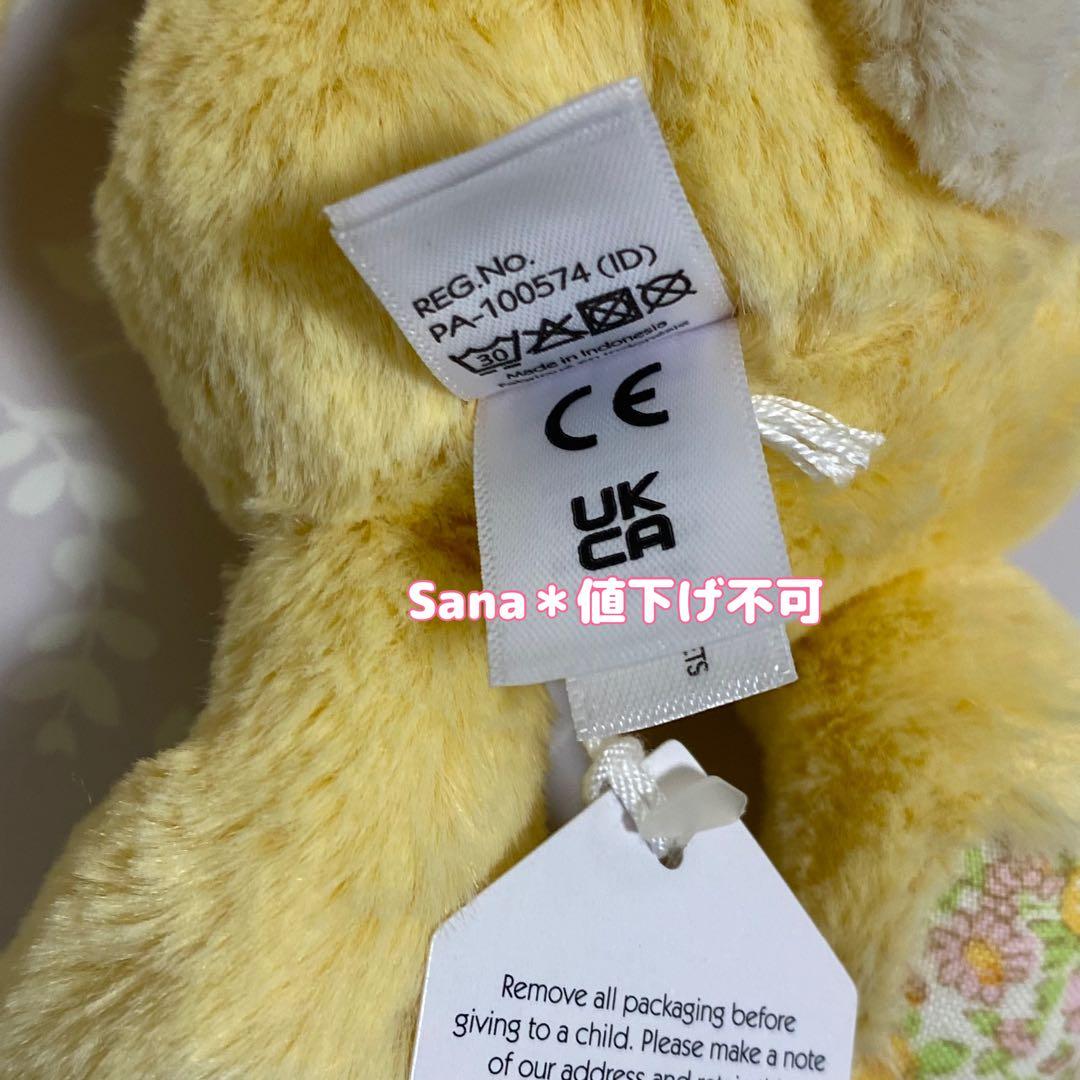 REG.No.
PA-100574 (ID)
30
Made in Indonesia
CE
UK
CA
Sana＊値下げ不可
ETS
Remove all packaging before
giving to a child. Please make a note
of our address and